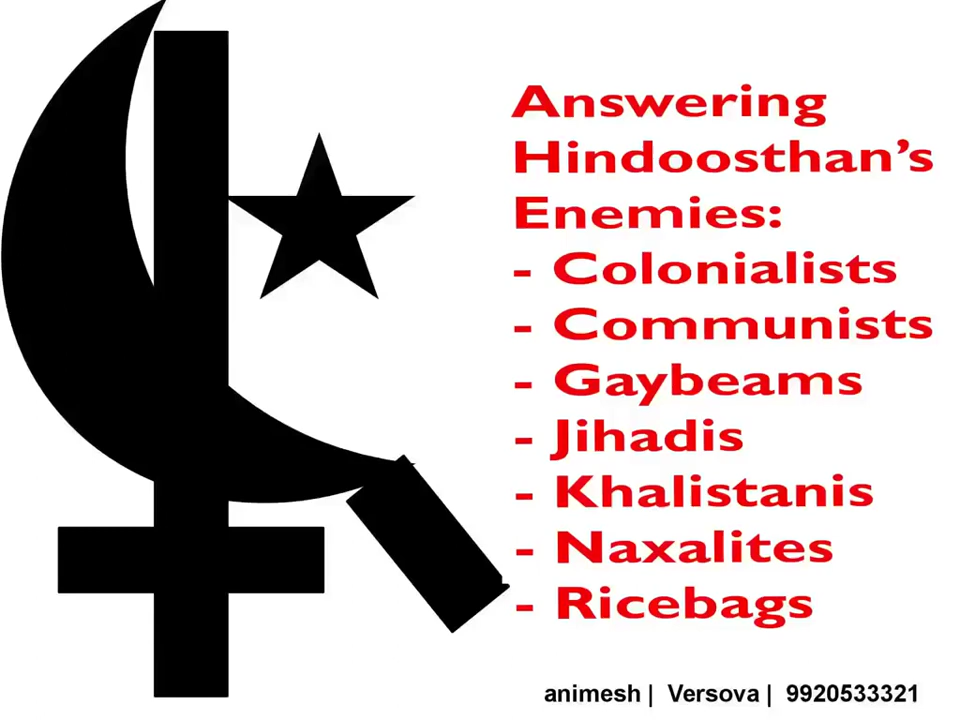 Answering
Hindoosthan's
Enemies:
- Colonialists
- Communists
- Gaybeams
- Jihadis
- Khalistanis
- Naxalites
- Ricebags
animesh | Versova | 9920533321